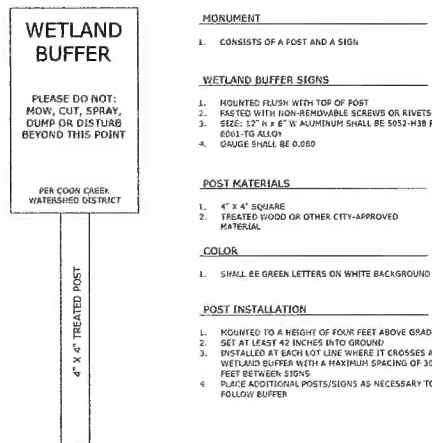 WETLAND
BUFFER
PLEASE DO NOT:
MOW, CUT, SPRAY,
DUMP OR DISTURB
BEYOND THIS POINT
PER COON CREEK
WATERSHED DISTRICT
4" X 4" TREATED POST
MONUMENT
1. CONSISTS OF A POST AND A SIGN
WETLAND BUFFER SIGNS
1. MOUNTED FLUSH WITH TOP OF POST
2. FASTED WITH NON-REMOVABLE SCREWS OR RIVETS
3. SIZE: 12" H x 6" W ALUMINUM SHALL BE 5052-H38
6061-TG ALLOY
4. GAUGE SHALL BE 0.080
POST MATERIALS
1. 4" X 4" SQUARE
2. TREATED WOOD OR OTHER CITY-APPROVED
MATERIAL
COLOR
1. SHALL BE GREEN LETTERS ON WHITE BACKGROUND
POST INSTALLATION
1. MOUNTED TO A HEIGHT OF FOUR FEET ABOVE
2. SET AT LEAST 42 INCHES INTO GROUND
3. INSTALLED AT EACH LOT LINE WHERE IT CROSSES
WETLAND BUFFER WITH A MAXIMUM SPACING OF
FEET BETWEEN SIGNS
4. PLACE ADDITIONAL POSTS/SIGNS AS NECESSARY TO
FOLLOW BUFFER